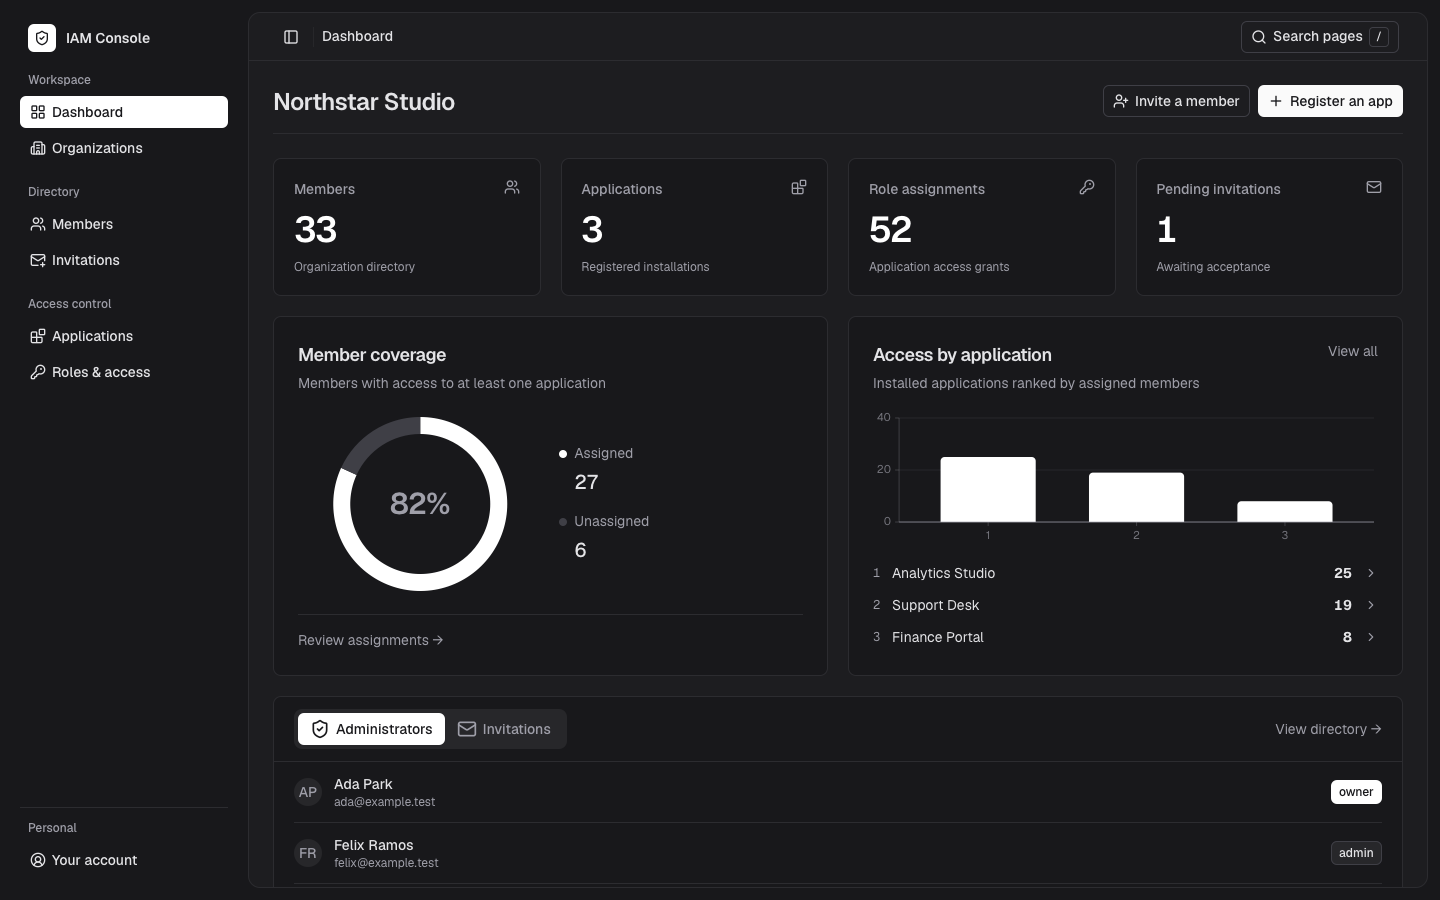 IAM Console
Workspace
Dashboard
Organizations
Directory
Members
Invitations
Access control
Applications
Roles & access
Personal
Your account
Dashboard
Search pages /
Northstar Studio
Invite a member
Register an app
Members
33
Organization directory
Applications
3
Registered installations
Role assignments
52
Application access grants
Pending invitations
1
Awaiting acceptance
Member coverage
Members with access to at least one application
82%
Assigned
27
Unassigned
6
Review assignments →
Access by application
View all
Installed applications ranked by assigned members
40
20
0
1 2 3
1 Analytics Studio 25
2 Support Desk 19
3 Finance Portal 8
Administrators
Invitations
View directory →
AP
Ada Park
ada@example.test
owner
FR
Felix Ramos
felix@example.test
admin